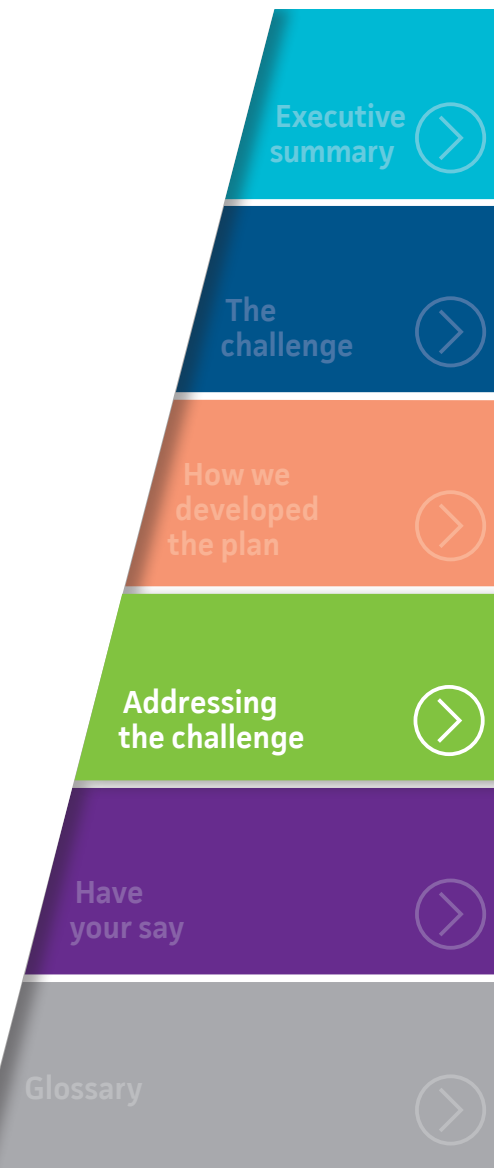 Executive
summary
The
challenge
How we
developed
the plan
Addressing
the challenge
Have
your say
Glossary